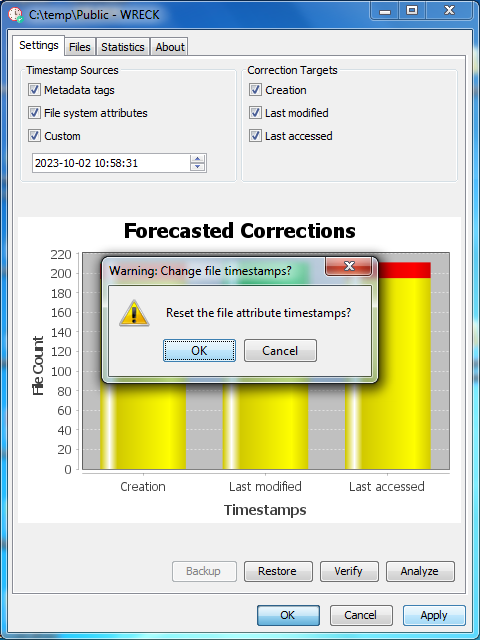 C:\temp\Public - WRECK
Settings Files Statistics About
Timestamp Sources
Metadata tags
File system attributes
Custom
2023-10-02 10:58:31
Correction Targets
Creation
Last modified
Last accessed
Forecasted Corrections
220
200
180
160
140
120
100
80
60
40
20
0
File Count
Warning: Change file timestamps?
Reset the file attribute timestamps?
OK Cancel
Creation Last modified Last accessed
Timestamps
Backup Restore Verify Analyze
OK Cancel Apply